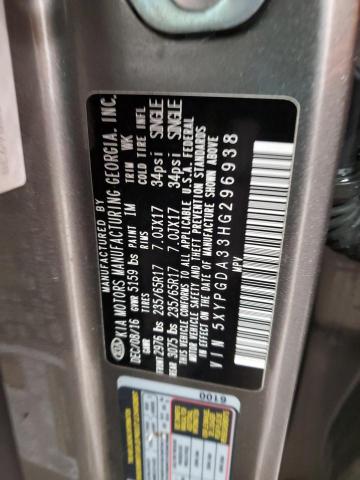 MANUFACTURED BY
KIA KIA MOTORS MANUFACTURING GEORGIA, INC.
DEC/08/16 PAINT IM TRIM WK
GVWR 5159 lbs
GAWR TIRES RIMS COLD TIRE INFL
FRONT 2976 lbs 235/65R17 7.0JX17 34psi SINGLE
REAR 3075 lbs 235/65R17 7.0JX17 34psi SINGLE
THIS VEHICLE CONFORMS TO ALL APPLICABLE U.S.A. FEDERAL
MOTOR VEHICLE SAFETY AND THEFT PREVENTION STANDARDS
IN EFFECT ON THE DATE OF MANUFACTURE SHOWN ABOVE
VIN 5XYPGDA33HG296938
MPV
6100